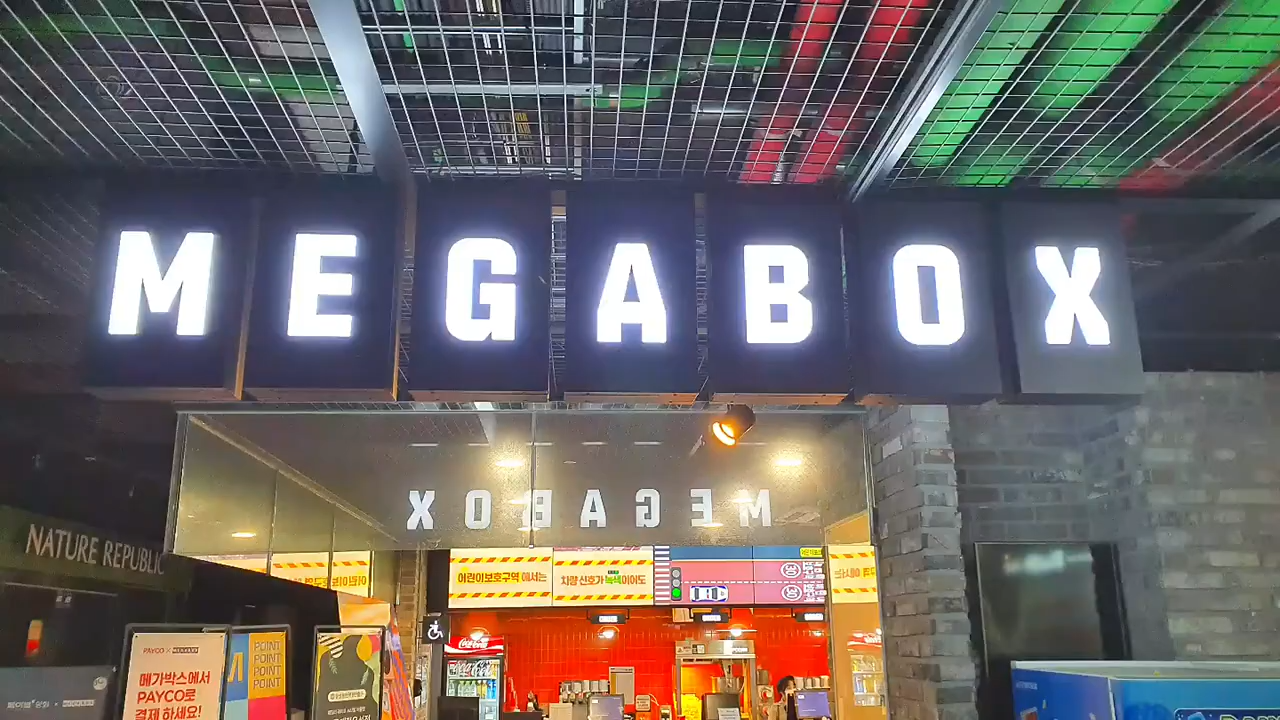 MEGABOX
MEGABOX
NATURE REPUBLIC
어린이보호구역 에서는
차량 신호가 녹색이어도
Coca-Cola
PAYCO × MEGABOX
메가박스에서
PAYCO로
결제 하세요!
POINT
POINT
POINT
POINT